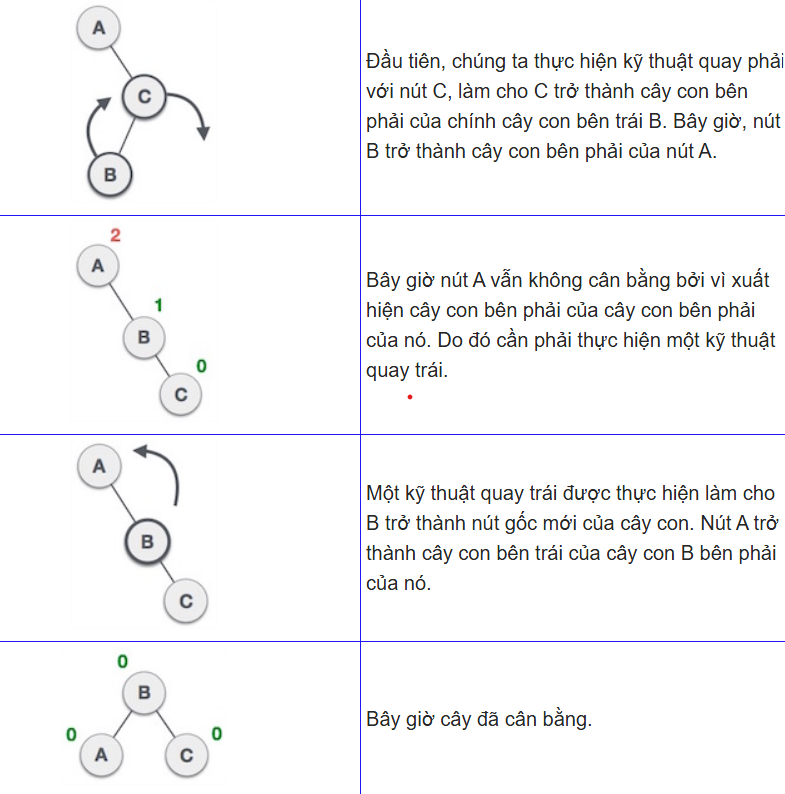 A
C
B
Đầu tiên, chúng ta thực hiện kỹ thuật quay phải
với nút C, làm cho C trở thành cây con bên
phải của chính cây con bên trái B. Bây giờ, nút
B trở thành cây con bên phải của nút A.
2
A
1
B
0
C
Bây giờ nút A vẫn không cân bằng bởi vì xuất
hiện cây con bên phải của cây con bên phải
của nó. Do đó cần phải thực hiện một kỹ thuật
quay trái.
A
B
C
Một kỹ thuật quay trái được thực hiện làm cho
B trở thành nút gốc mới của cây con. Nút A trở
thành cây con bên trái của cây con B bên phải
của nó.
0
B
0 0
A C
Bây giờ cây đã cân bằng.